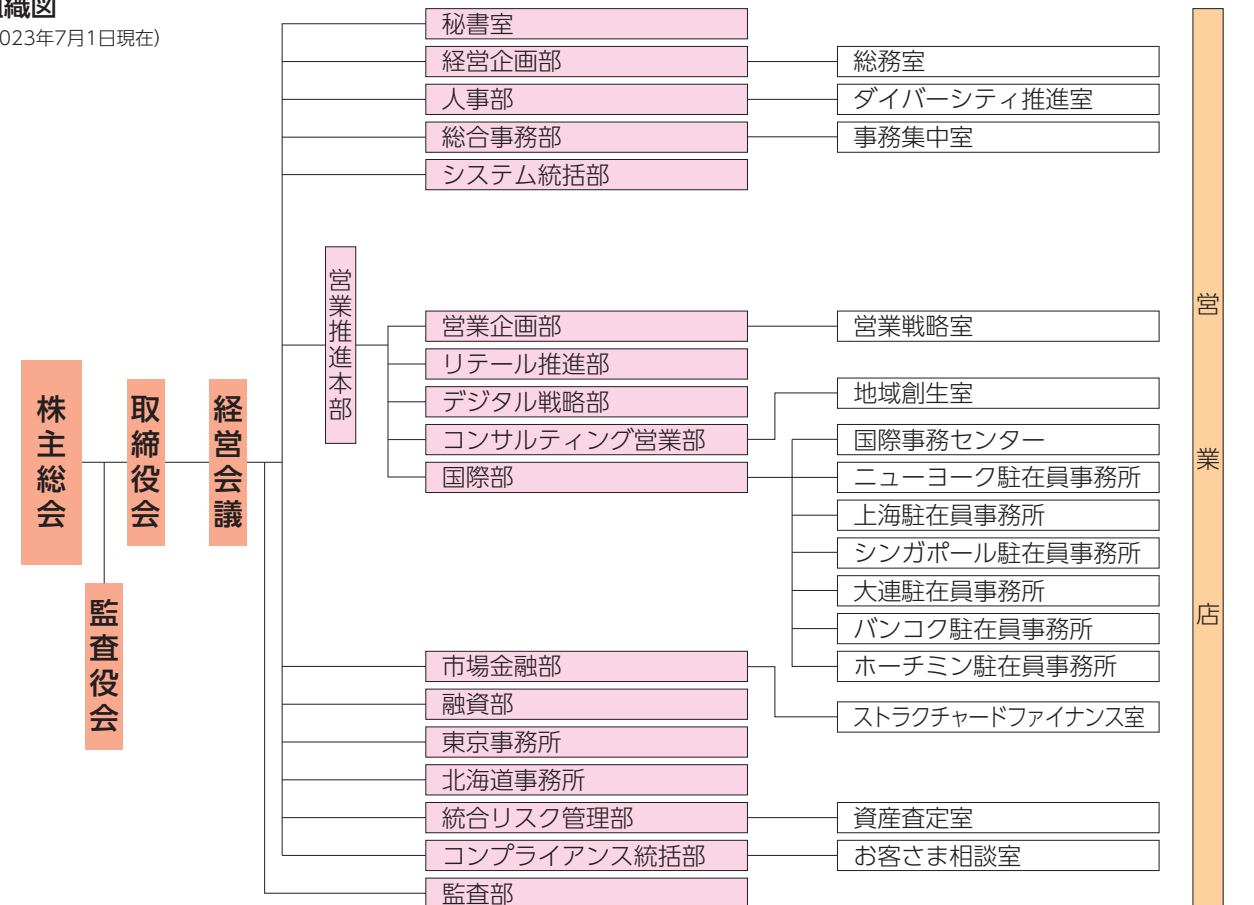 組織図
023年7月1日現在)
秘書室
経営企画部
総務室
人事部
ダイバーシティ推進室
総合事務部
事務集中室
システム統括部
営業推進本部
営業企画部
営業戦略室
リテール推進部
デジタル戦略部
地域創生室
コンサルティング営業部
国際部
国際事務センター
ニューヨーク駐在員事務所
上海駐在員事務所
シンガポール駐在員事務所
大連駐在員事務所
バンコク駐在員事務所
ホーチミン駐在員事務所
株主総会
取締役会
経営会議
監査役会
市場金融部
ストラクチャードファイナンス室
融資部
東京事務所
北海道事務所
統合リスク管理部
資産査定室
コンプライアンス統括部
お客さま相談室
監査部
営業店